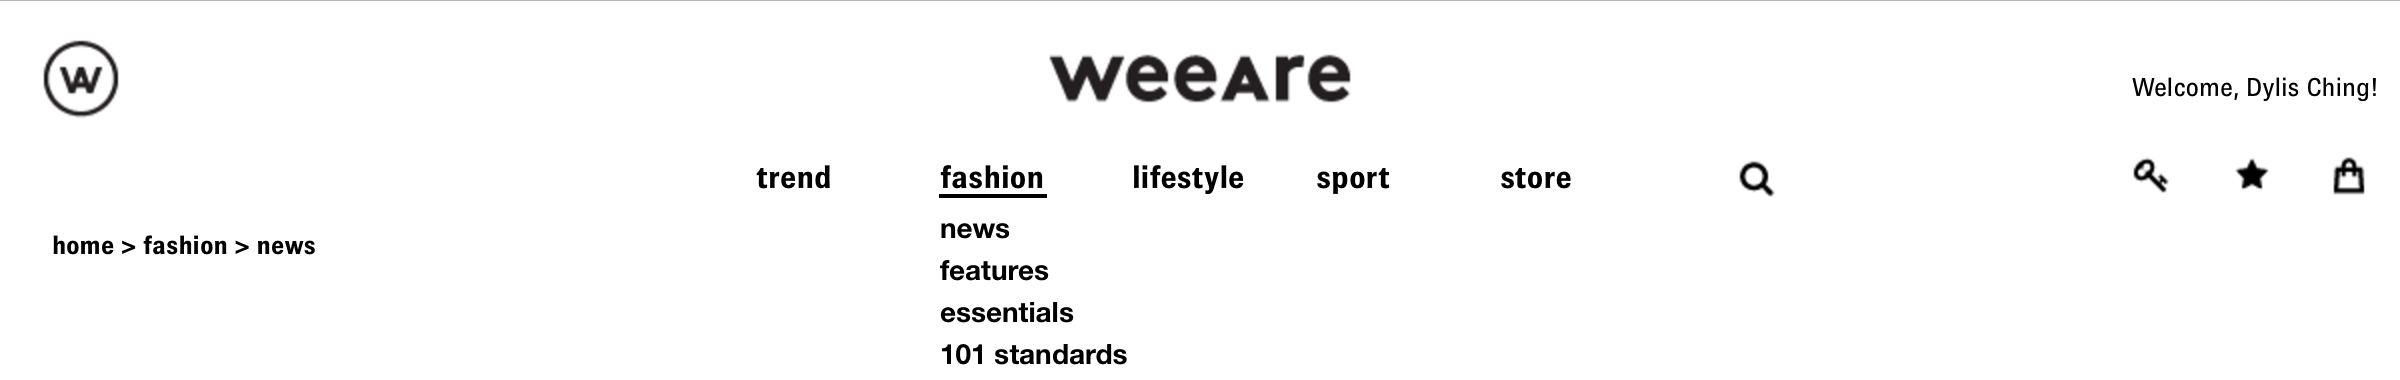 W
weeAre
Welcome, Dylis Ching!
trend fashion lifestyle sport store
news
home > fashion > news
features
essentials
101 standards